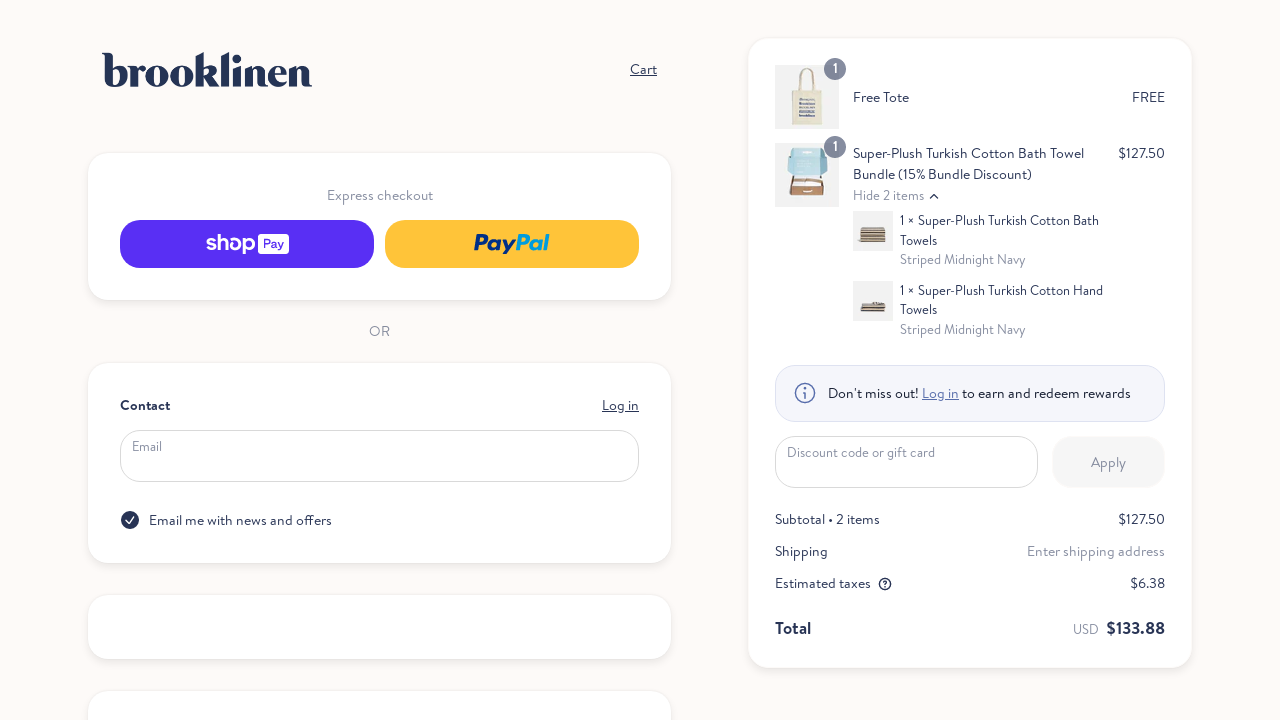 brooklinen
Cart
Express checkout
shop Pay
PayPal
OR
Contact
Log in
Email
Email me with news and offers
1
Free Tote
FREE
1
Super-Plush Turkish Cotton Bath Towel
Bundle (15% Bundle Discount)
$127.50
Hide 2 items
1 × Super-Plush Turkish Cotton Bath
Towels
Striped Midnight Navy
1 × Super-Plush Turkish Cotton Hand
Towels
Striped Midnight Navy
Don't miss out! Log in to earn and redeem rewards
Discount code or gift card
Apply
Subtotal • 2 items
$127.50
Shipping
Enter shipping address
Estimated taxes
$6.38
Total
USD $133.88